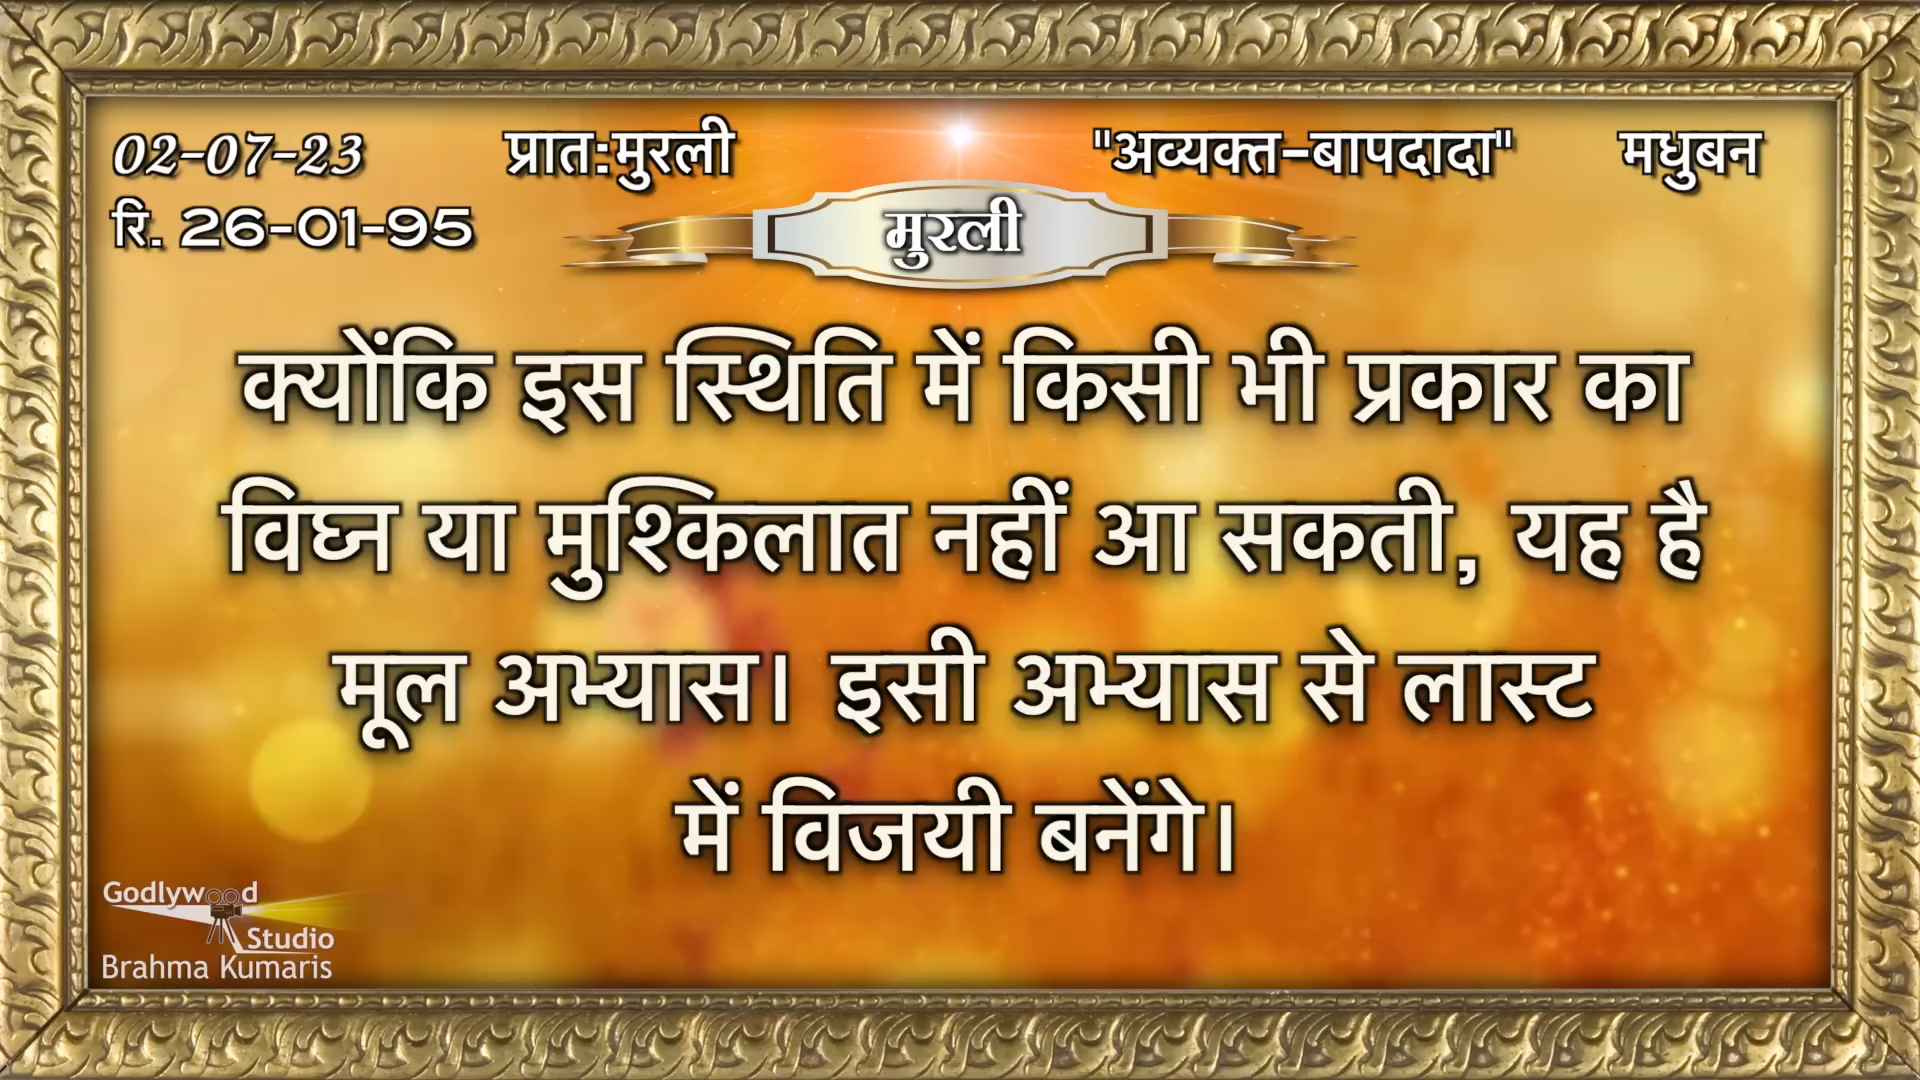 02-07-23 प्रात:मुरली "अव्यक्त-बापदादा" मधुबन
रि. 26-01-95
मुरली
क्योंकि इस स्थिति में किसी भी प्रकार का
विघ्न या मुश्किलात नहीं आ सकती, यह है
मूल अभ्यास। इसी अभ्यास से लास्ट
में विजयी बनेंगे।
Godlywood
Studio
Brahma Kumaris